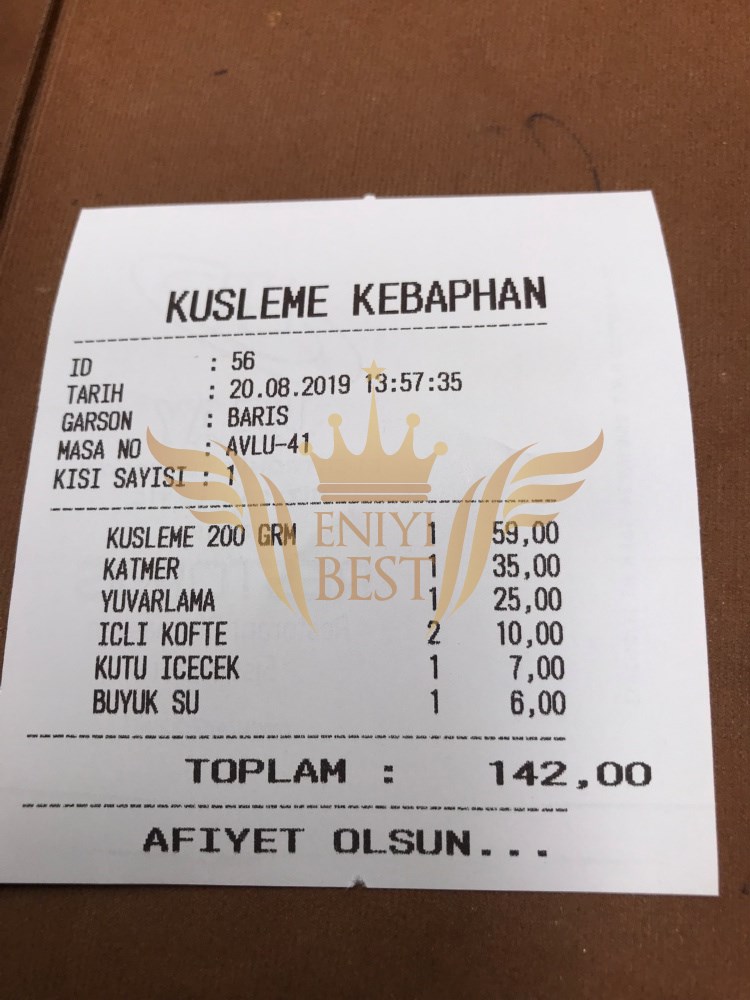 KUSLEME KEBAPHAN
ID : 56
TARIH : 20.08.2019 13:57:35
GARSON : BARIS
MASA NO : AVLU-41
KISI SAYISI : 1
KUSLEME 200 GRM 1 59,00
KATMER 1 35,00
YUVARLAMA 1 25,00
ICLI KOFTE 2 10,00
KUTU ICECEK 1 7,00
BUYUK SU 1 6,00
TOPLAM : 142,00
AFIYET OLSUN...
ENIYI
BEST